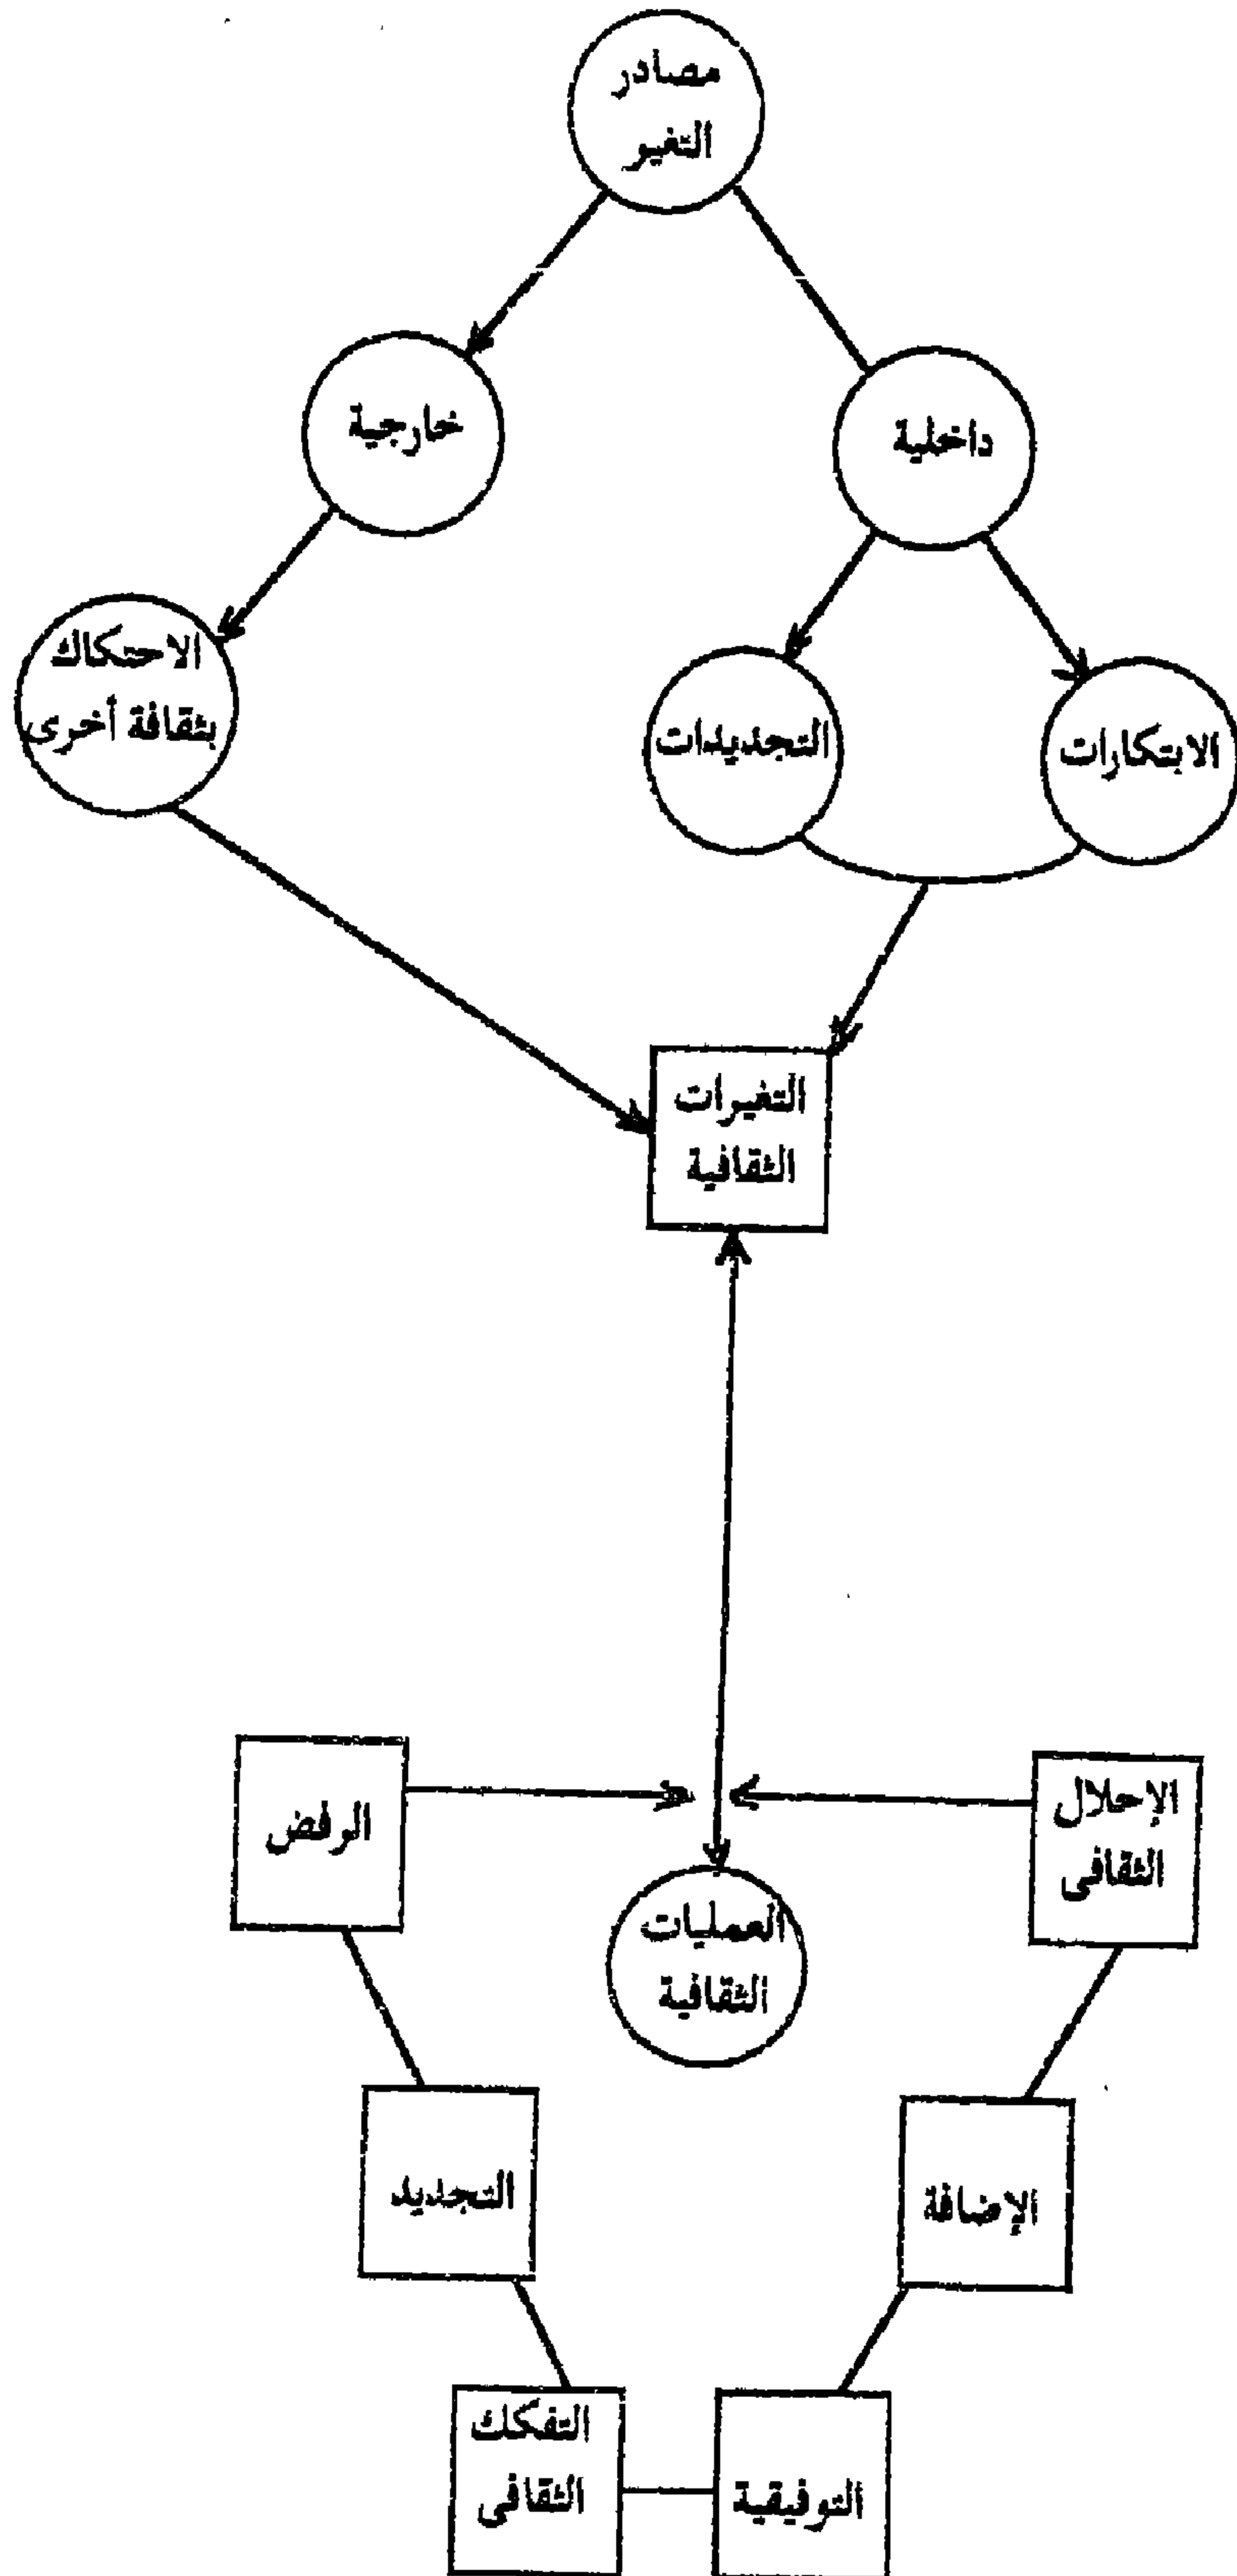 مصادر
التغير
داخلية
خارجية
الابتكارات
التجديدات
الاحتكاك
بثقافة أخرى
التغيرات
الثقافية
الإحلال
الثقافى
الرفض
العمليات
الثقافية
الإضافة
التجديد
التوفيقية
التفكك
الثقافى